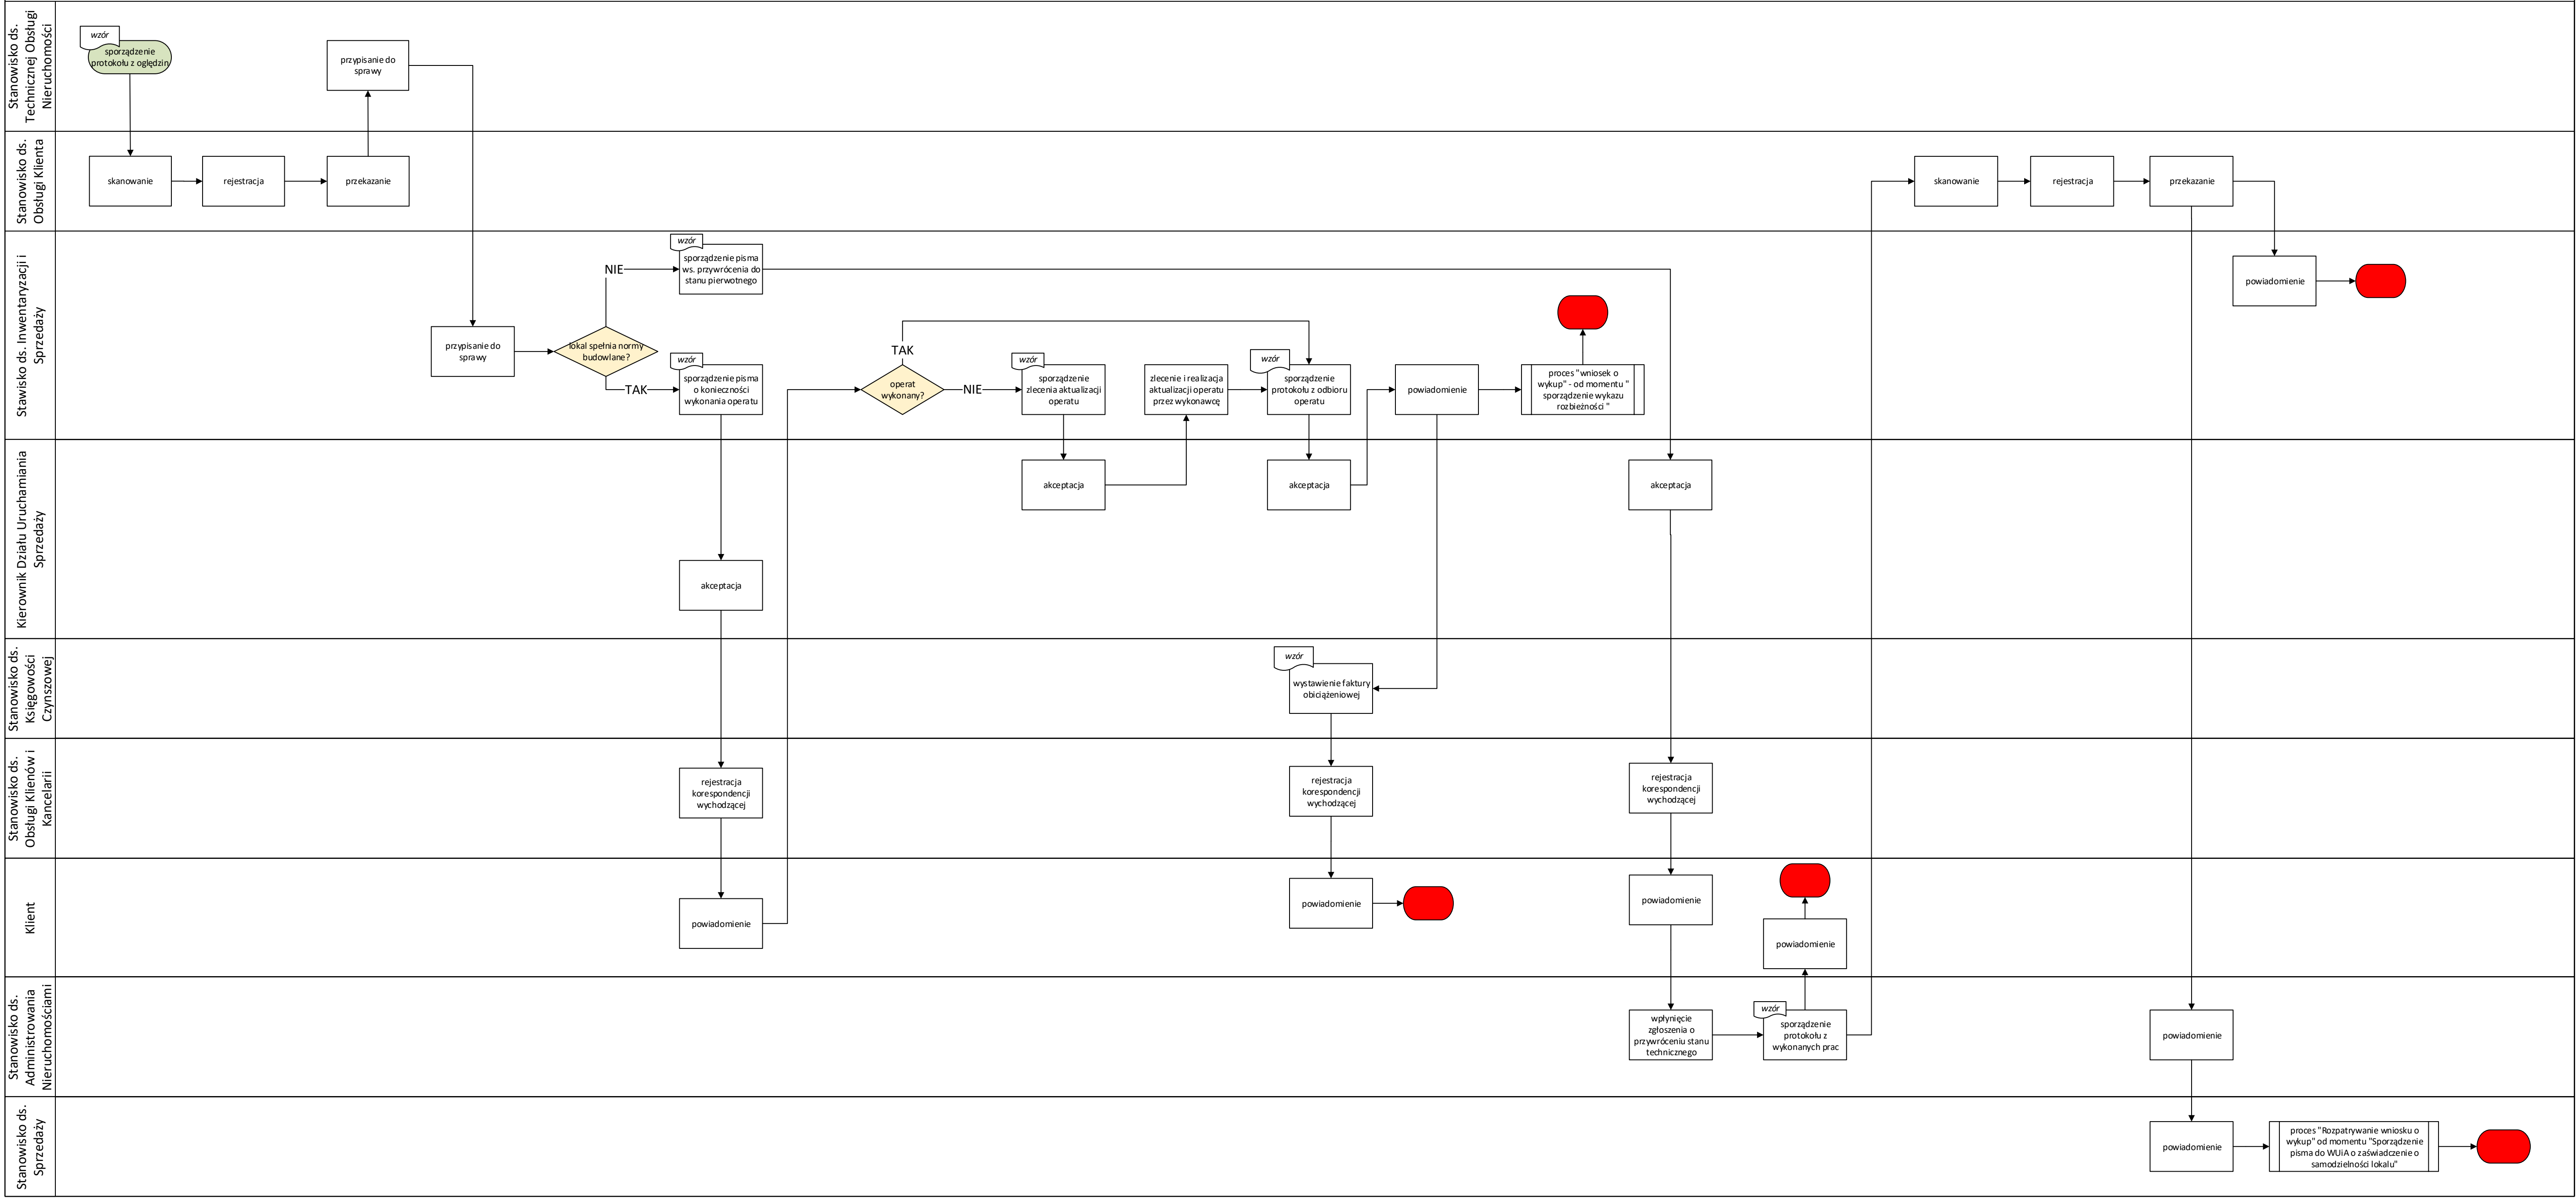 Stanowisko ds.
Technicznej Obsługi
Nieruchomości
wzór
sporządzenie
protokołu z oględzin
przypisanie do
sprawy
Stanowisko ds.
Obsługi Klienta
skanowanie
rejestracja
przekazanie
skanowanie
rejestracja
przekazanie
Stawisko ds. Inwentaryzacji i
Sprzedaży
przypisanie do
sprawy
lokal spełnia normy
budowlane?
NIE
wzór
sporządzenie pisma
ws. przywrócenia do
stanu pierwotnego
TAK
wzór
sporządzenie pisma
o konieczności
wykonania operatu
TAK
operat
wykonany?
NIE
wzór
sporządzenie
zlecenia aktualizacji
operatu
zlecenie i realizacja
aktualizacji operatu
przez wykonawcę
wzór
sporządzenie
protokołu z odbioru
operatu
powiadomienie
proces "wniosek o
wykup" - od momentu "
sporządzenie wykazu
rozbieżności "
powiadomienie
Kierownik Działu Uruchamiania
Sprzedaży
akceptacja
akceptacja
akceptacja
akceptacja
Stanowisko ds.
Księgowości
Czynszowej
wzór
wystawienie faktury
obiciążeniowej
Stanowisko ds.
Obsługi Klienów i
Kancelarii
rejestracja
korespondencji
wychodzącej
rejestracja
korespondencji
wychodzącej
rejestracja
korespondencji
wychodzącej
Klient
powiadomienie
powiadomienie
powiadomienie
powiadomienie
Stanowisko ds.
Administrowania
Nieruchomościami
wpłynięcie
zgłoszenia o
przywróceniu stanu
technicznego
wzór
sporządzenie
protokołu z
wykonanych prac
powiadomienie
Stanowisko ds.
Sprzedaży
powiadomienie
proces "Rozpatrywanie wniosku o
wykup" od momentu "Sporządzenie
pisma do WUiA o zaświadczenie o
samodzielności lokalu"